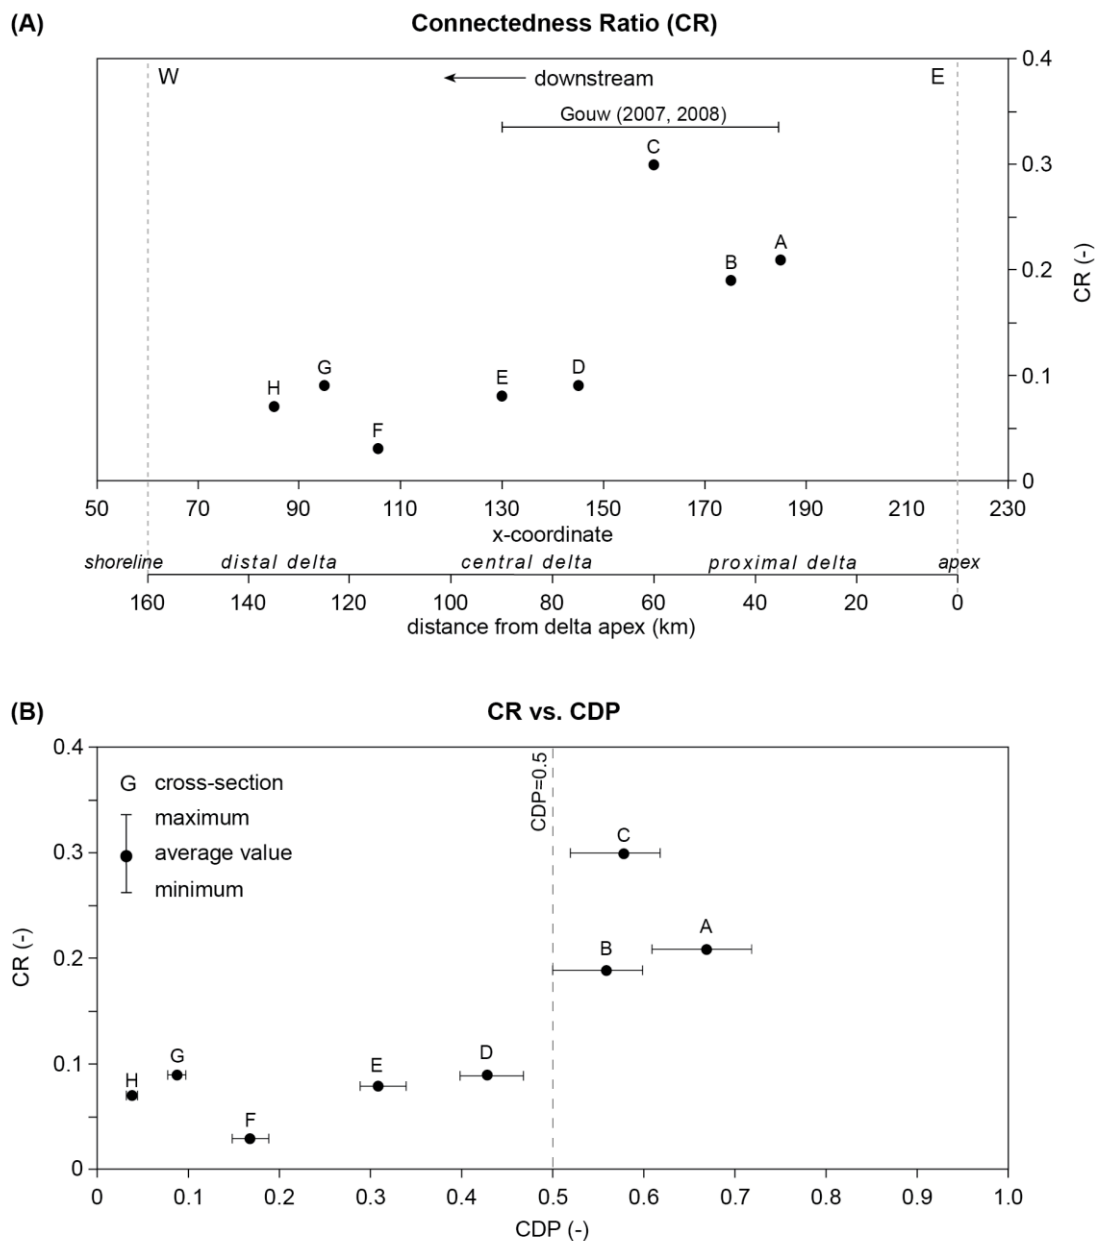 (A) Connectedness Ratio (CR)
W downstream E
Gouw (2007, 2008)
C
A
B
G
H
E
D
F
0.4
0.3
0.2
0.1
0
CR (-)
50 70 90 110 130 150 170 190 210 230
x-coordinate
shoreline distal delta central delta proximal delta apex
160 140 120 100 80 60 40 20 0
distance from delta apex (km)
(B) CR vs. CDP
0.4
0.3
0.2
0.1
0
CR (-)
G cross-section
maximum
average value
minimum
CDP=0.5
C
A
B
D
E
G
H
F
0 0.1 0.2 0.3 0.4 0.5 0.6 0.7 0.8 0.9 1.0
CDP (-)